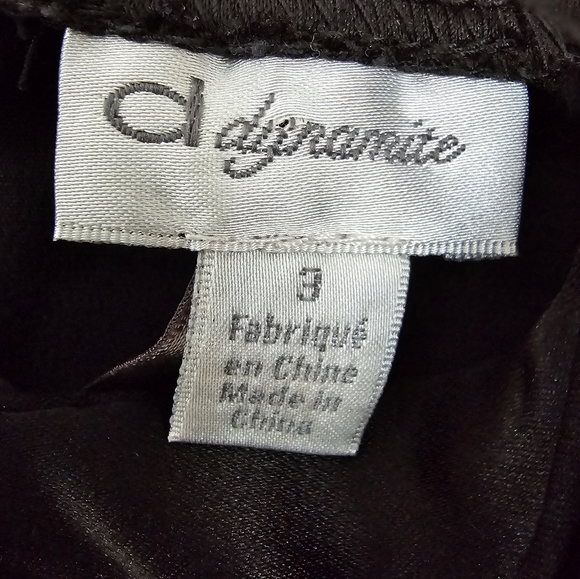 d dynamite
3
Fabriqué
en Chine
Made in
China